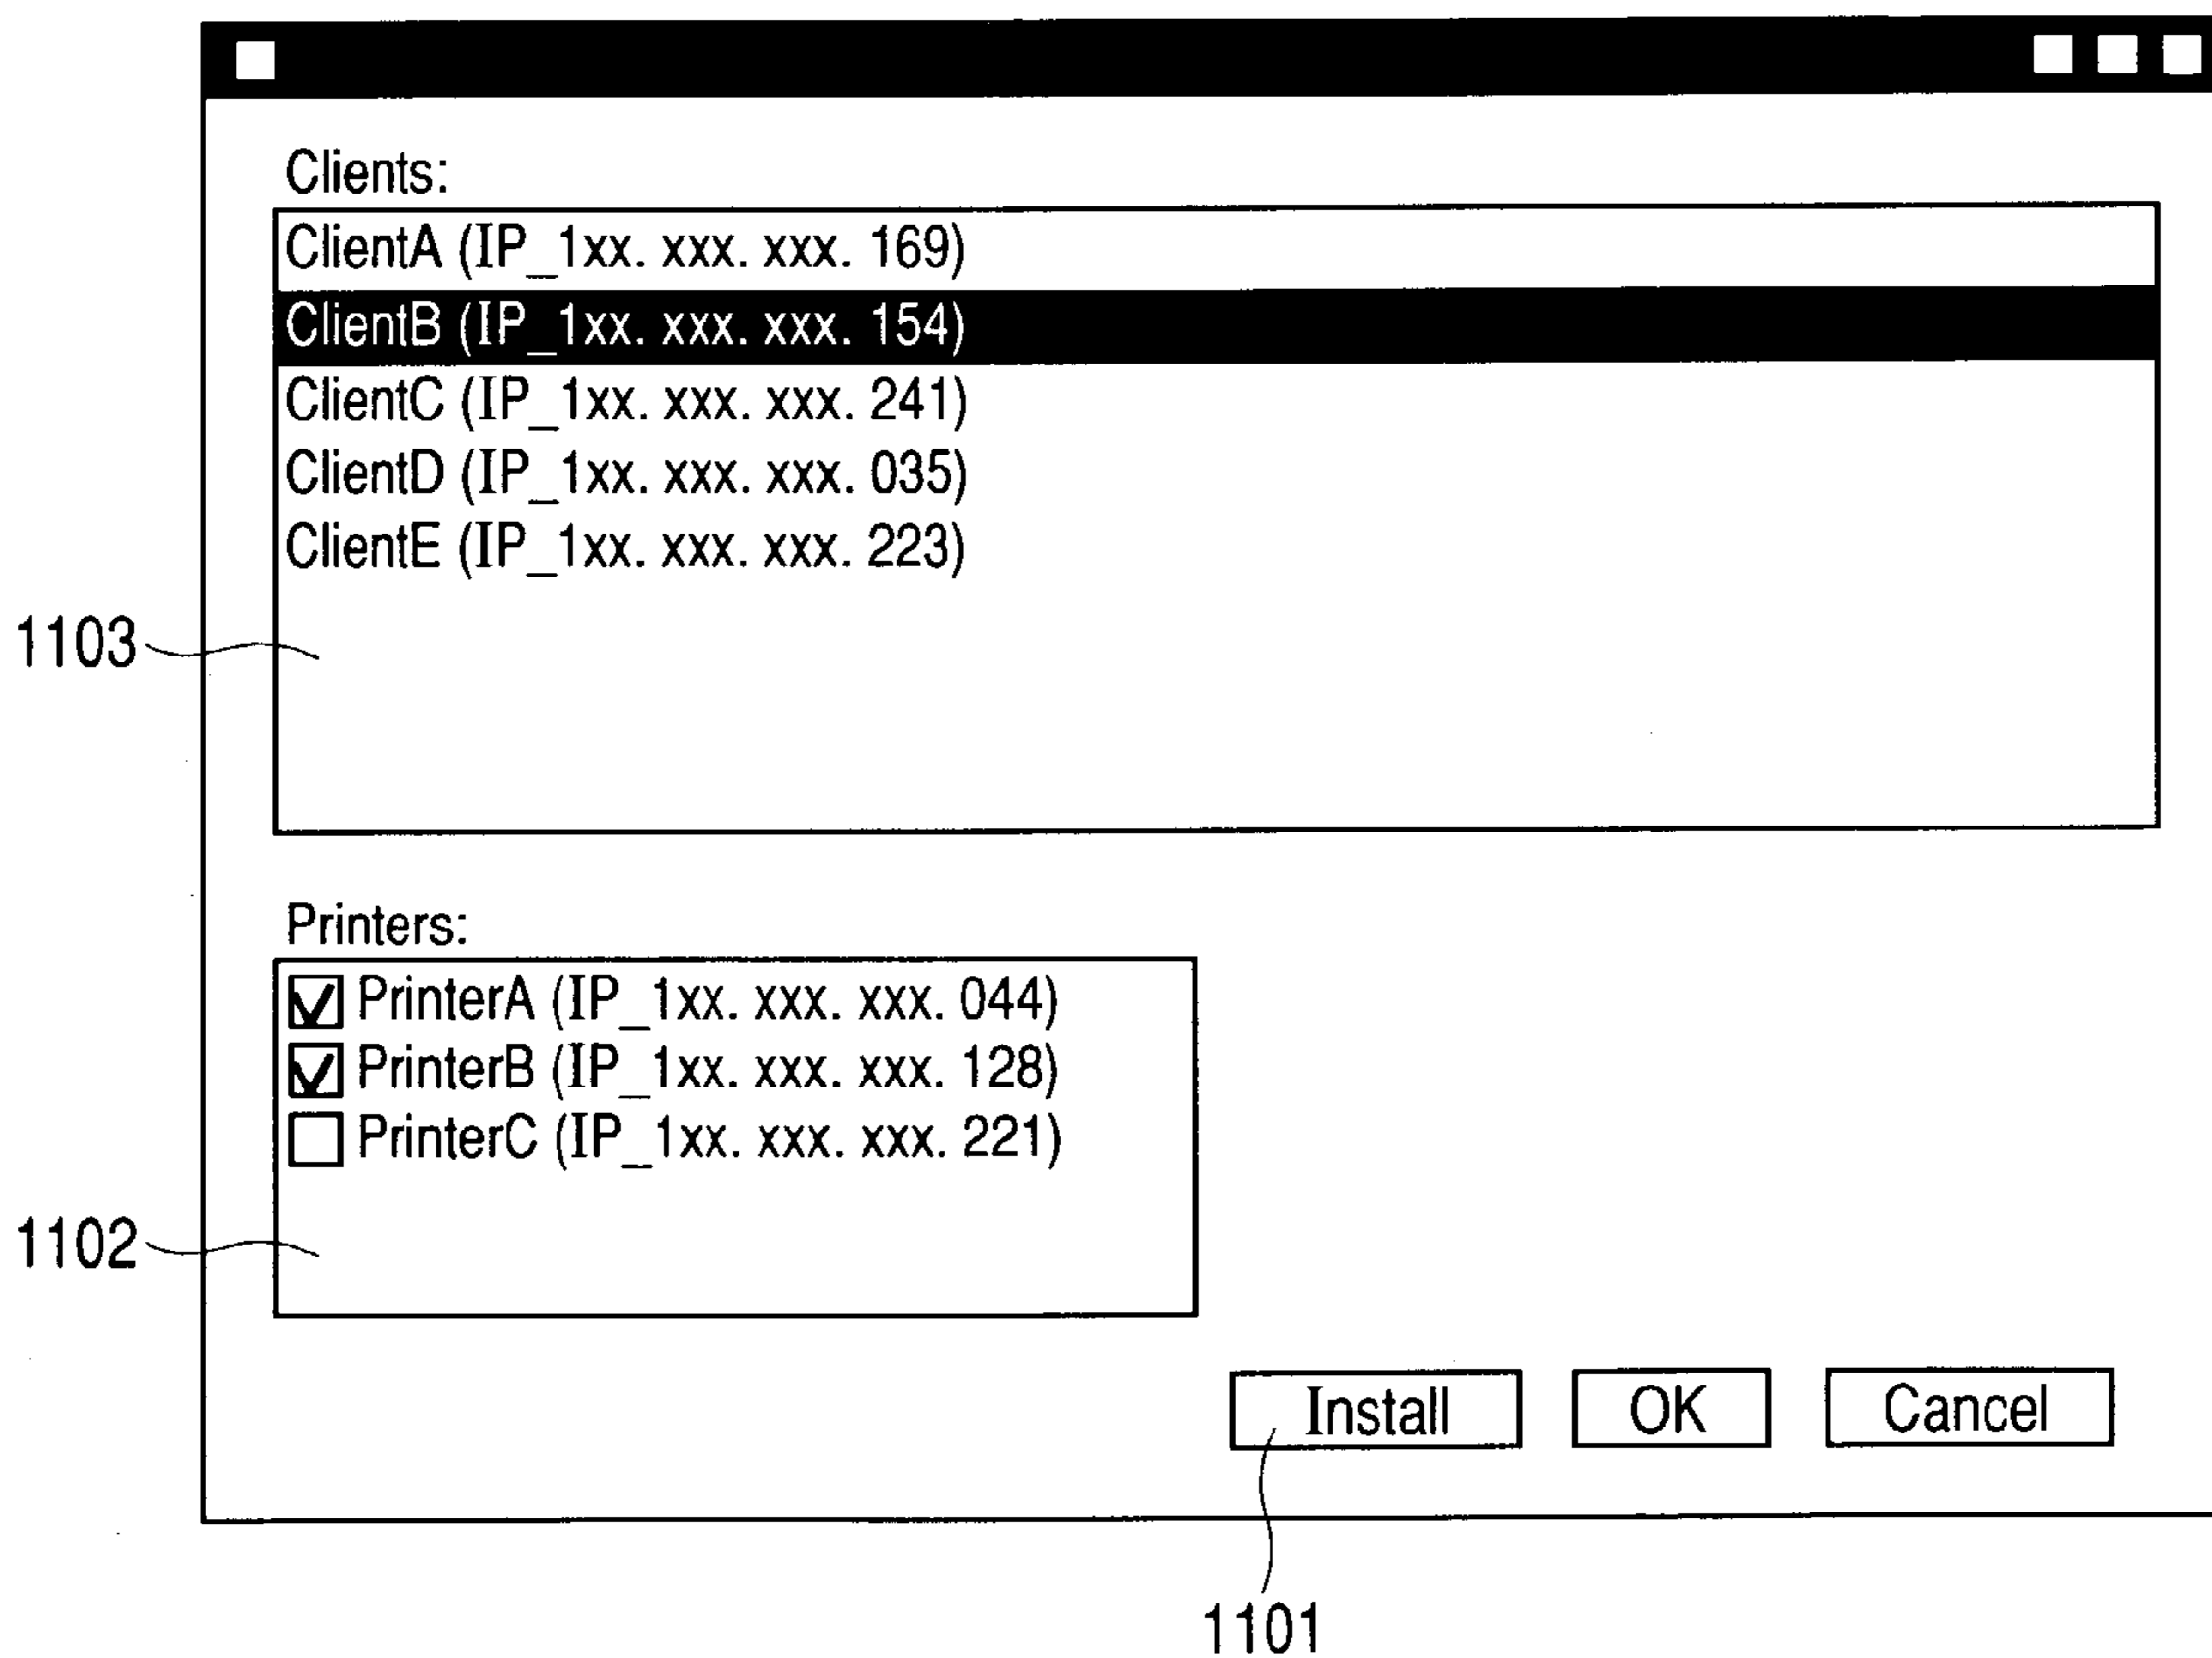 Clients:
ClientA (IP_1xx. xxx. xxx. 169)
ClientB (IP_1xx. xxx. xxx. 154)
ClientC (IP_1xx. xxx. xxx. 241)
ClientD (IP_1xx. xxx. xxx. 035)
ClientE (IP_1xx. xxx. xxx. 223)
1103
Printers:
PrinterA (IP_1xx. xxx. xxx. 044)
PrinterB (IP_1xx. xxx. xxx. 128)
PrinterC (IP_1xx. xxx. xxx. 221)
1102
Install OK Cancel
1101